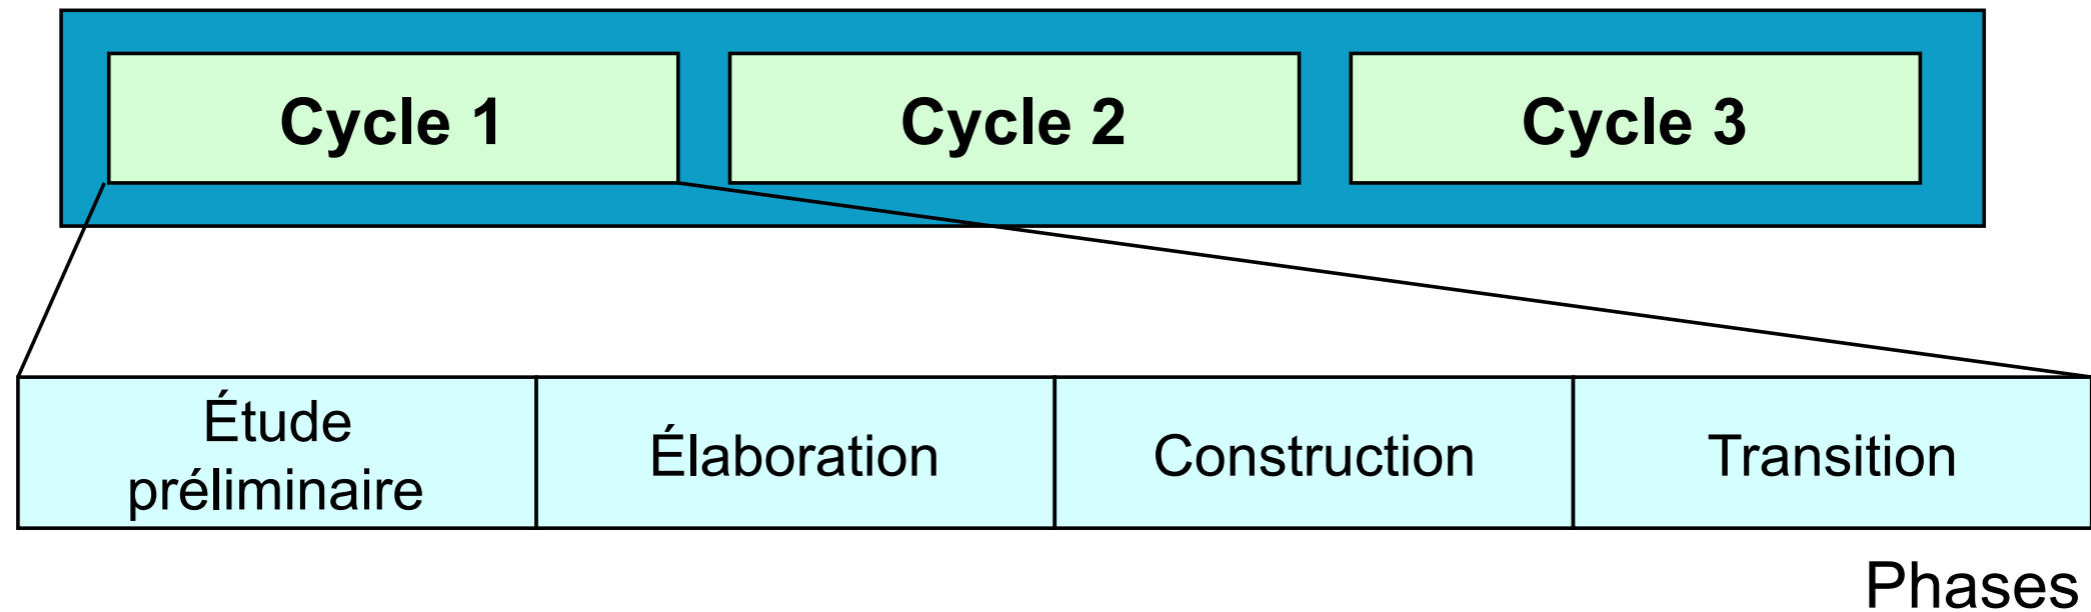 Cycle 1
Cycle 2
Cycle 3
Étude
préliminaire
Élaboration
Construction
Transition
Phases